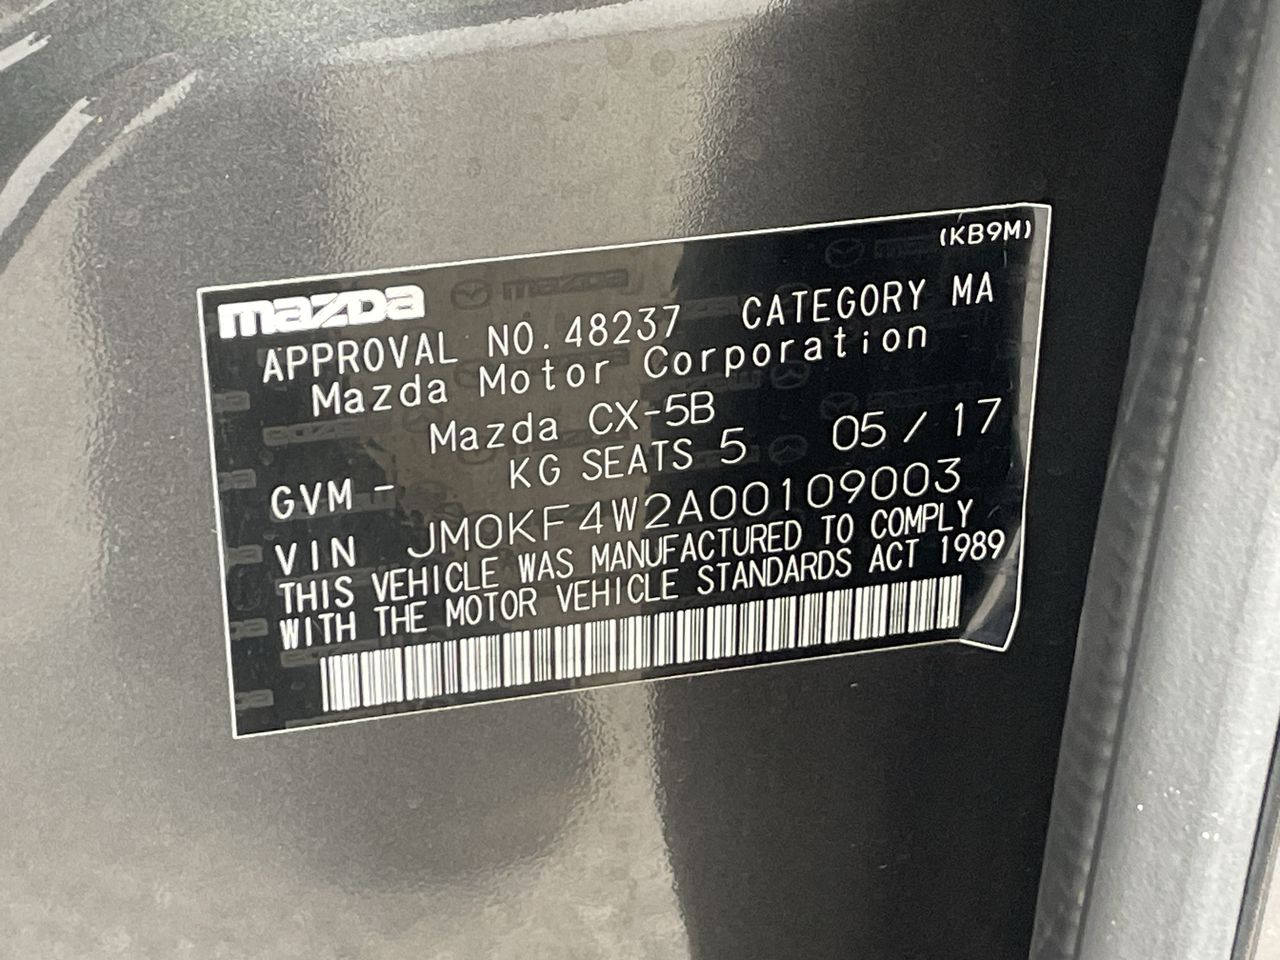 (KB9M)
mazda
APPROVAL NO.48237 CATEGORY MA
Mazda Motor Corporation
Mazda CX-5B
GVM - KG SEATS 5 05/17
VIN JM0KF4W2A00109003
THIS VEHICLE WAS MANUFACTURED TO COMPLY
WITH THE MOTOR VEHICLE STANDARDS ACT 1989